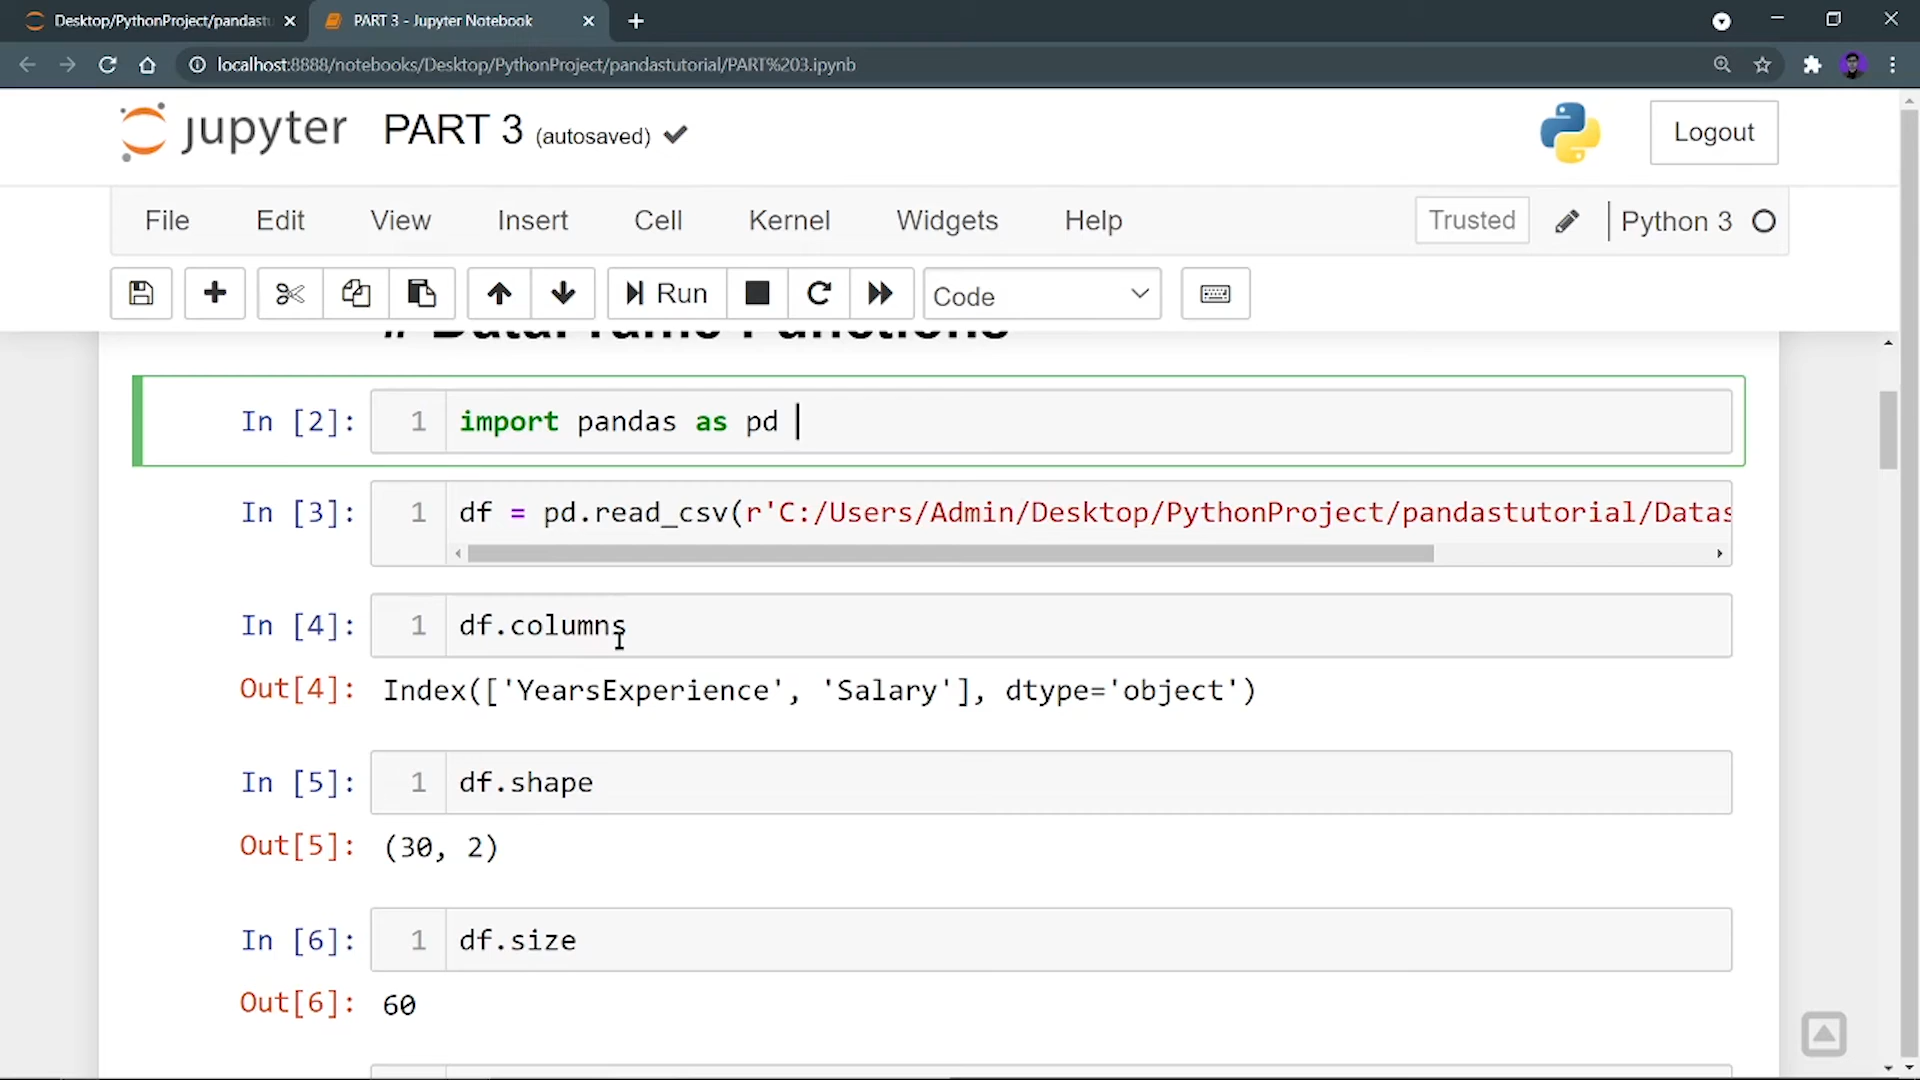 Desktop/PythonProject/pandastu
PART 3 - Jupyter Notebook
localhost:8888/notebooks/Desktop/PythonProject/pandastutorial/PART%203.ipynb
jupyter PART 3 (autosaved)
Logout
File Edit View Insert Cell Kernel Widgets Help
Trusted
Python 3
Run
Code
# DataFrame Functions
In [2]: 1 import pandas as pd
In [3]: 1 df = pd.read_csv(r'C:/Users/Admin/Desktop/PythonProject/pandastutorial/Datas
In [4]: 1 df.columns
Out[4]: Index(['YearsExperience', 'Salary'], dtype='object')
In [5]: 1 df.shape
Out[5]: (30, 2)
In [6]: 1 df.size
Out[6]: 60